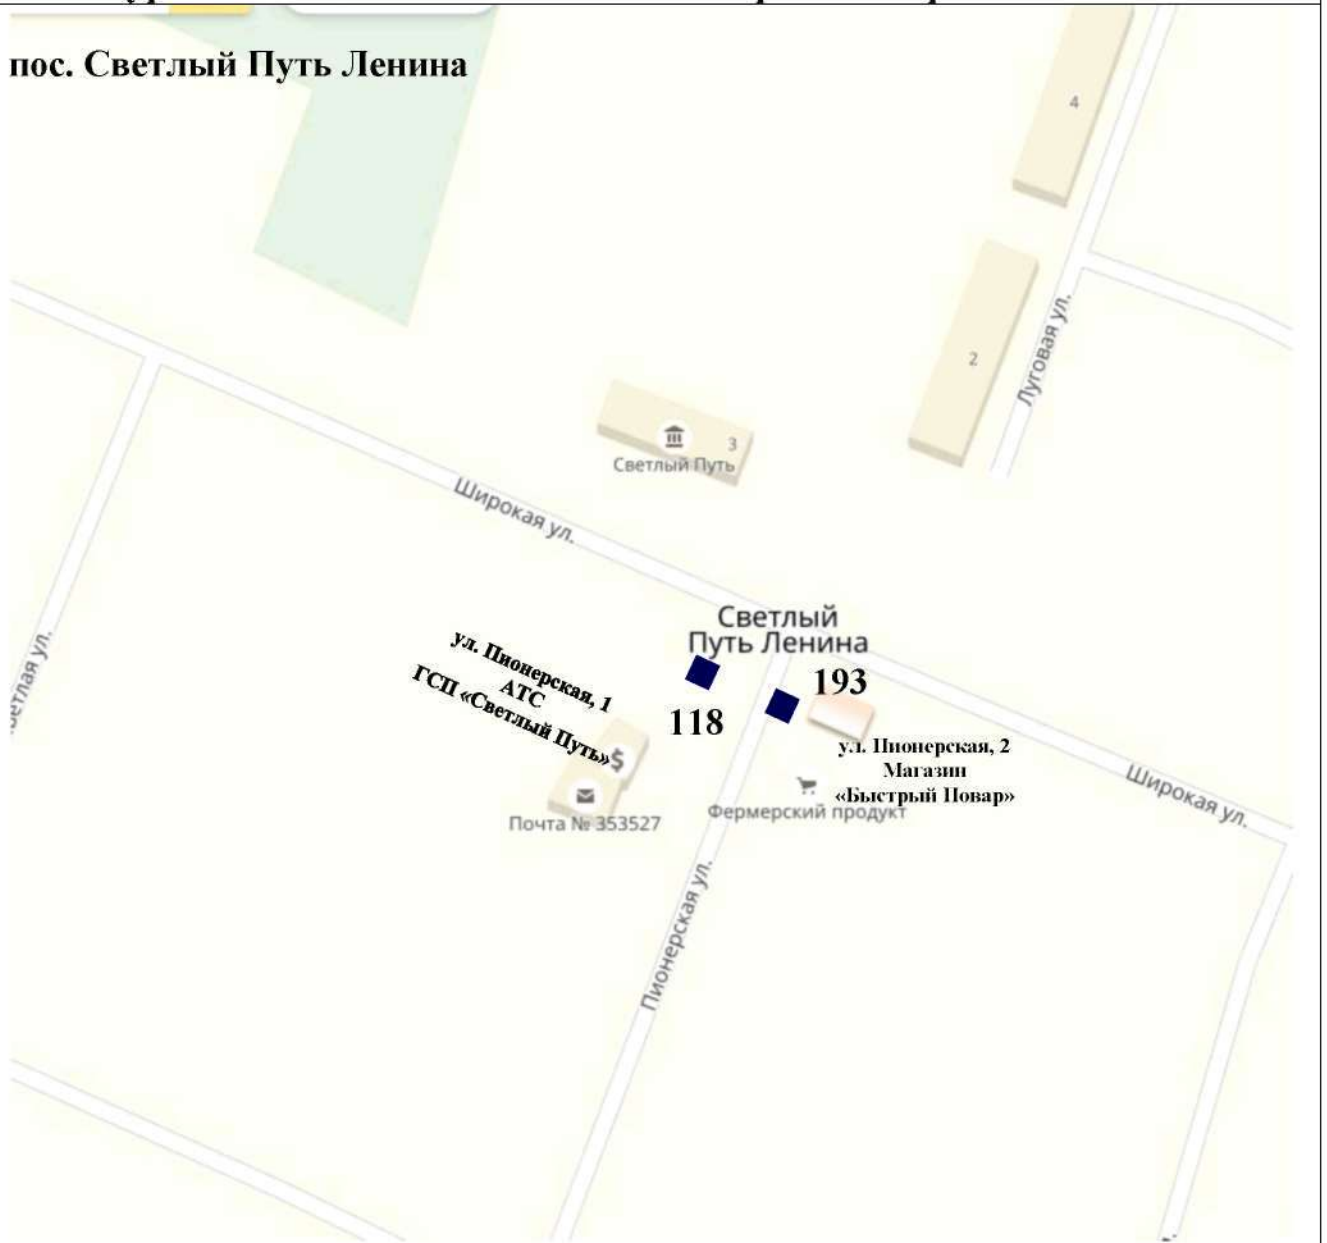 пос. Светлый Путь Ленина
4
2
Луговая ул.
3
Светлый Путь
Широкая ул.
Светлый
Путь Ленина
193
118
ул. Пионерская, 1
АТС
ГСП «Светлый Путь»
$
ул. Пионерская, 2
Магазин
«Быстрый Повар»
Почта № 353527
Фермерский продукт
Широкая ул.
Пионерская ул.